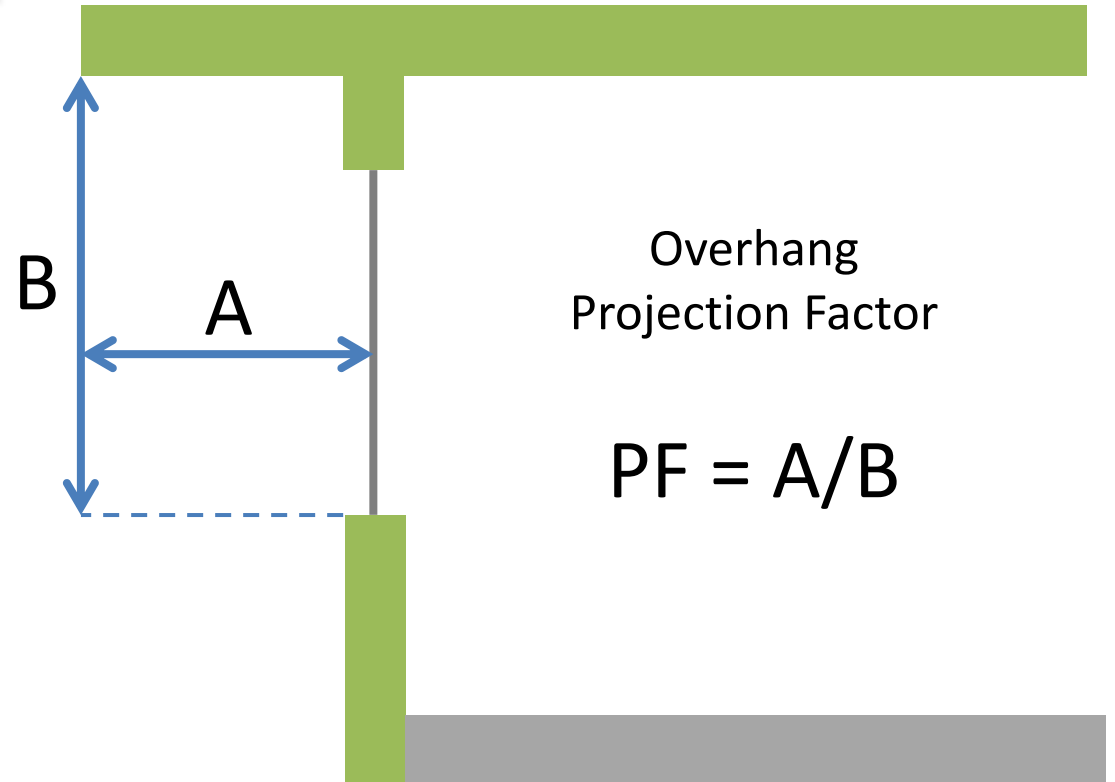 B
A
Overhang
Projection Factor
PF = A/B